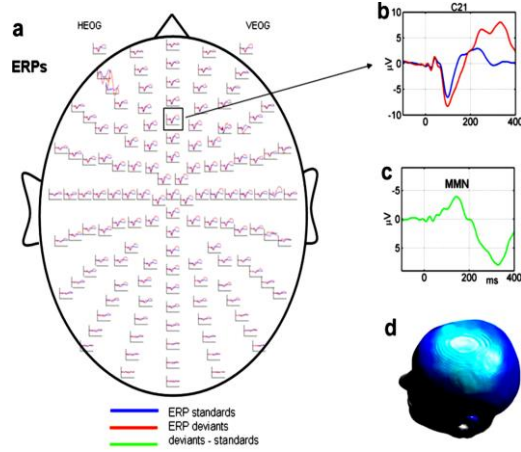 a
HEOG
VEOG
ERPs
ERP standards
ERP deviants
deviants - standards
b
C21
10
5
0
-5
-10
μV
0
200
400
c
MMN
-5
0
5
μV
0
200
ms
400
d